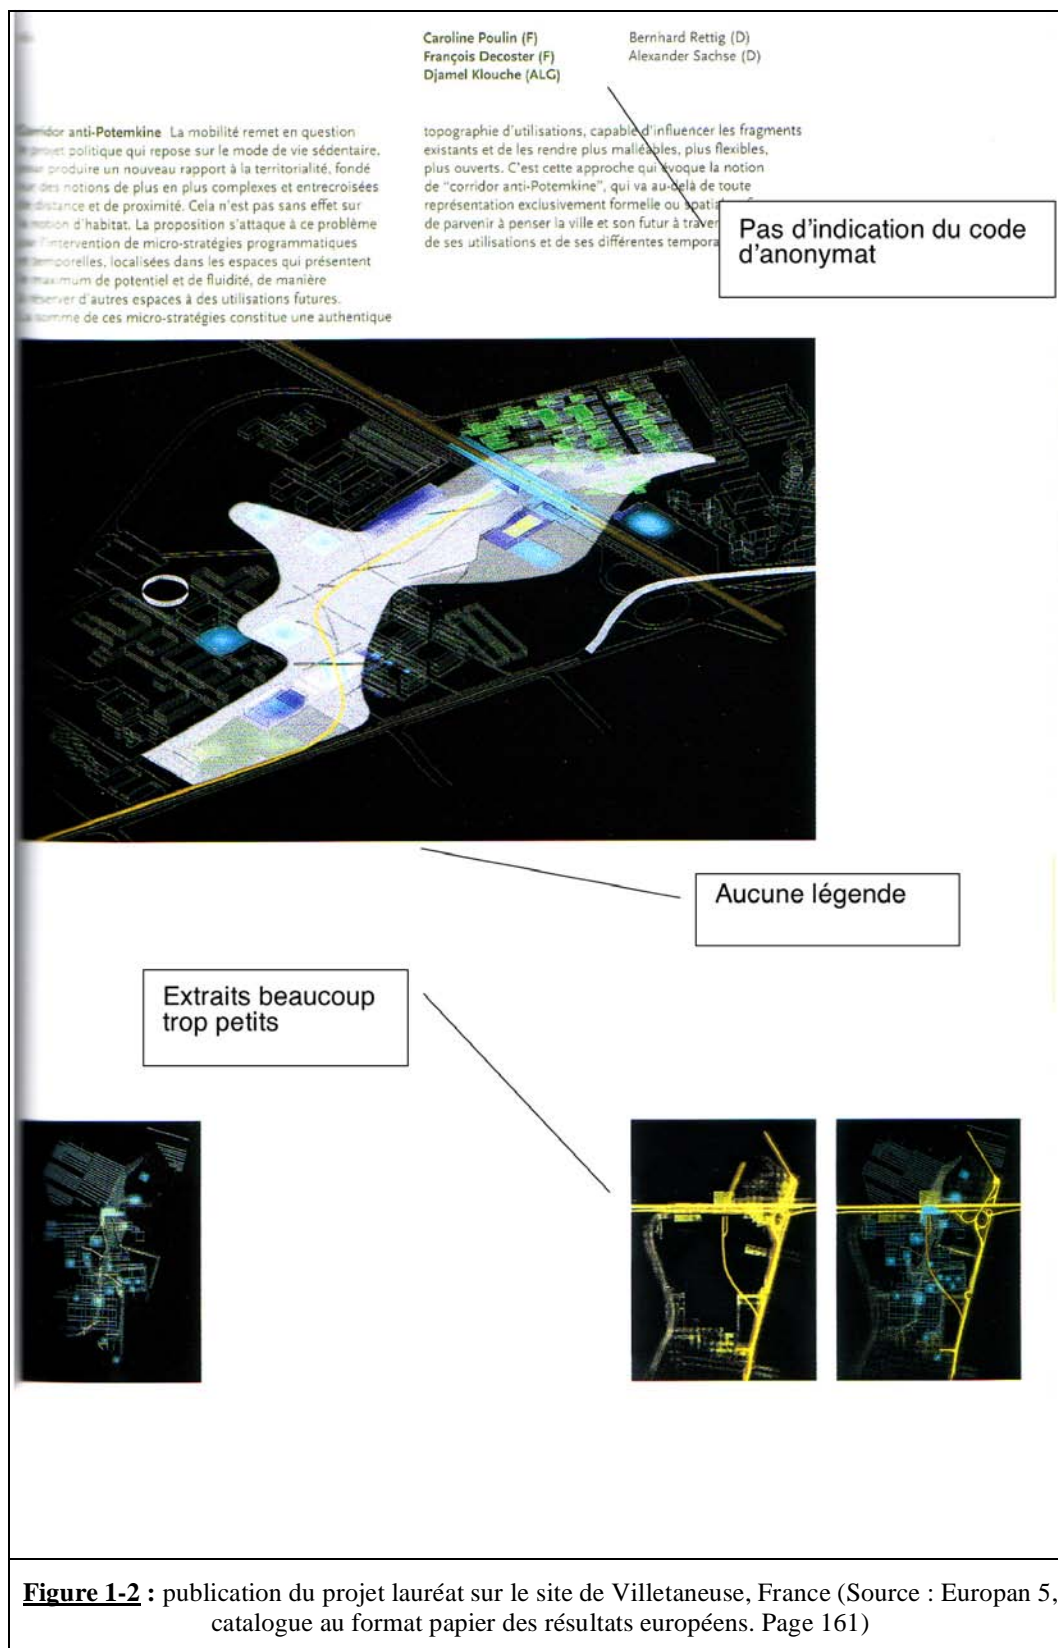 Caroline Poulin (F)
François Decoster (F)
Djamel Klouche (ALG)
Bernhard Rettig (D)
Alexander Sachse (D)
anti-Potemkine La mobilité remet en question
politique qui repose sur le mode de vie sédentaire,
produire un nouveau rapport à la territorialité, fondé
des notions de plus en plus complexes et entrecroisées
distance et de proximité. Cela n'est pas sans effet sur
d'habitat. La proposition s'attaque à ce problème
l'intervention de micro-stratégies programmatiques
temporelles, localisées dans les espaces qui présentent
maximum de potentiel et de fluidité, de manière
d'autres espaces à des utilisations futures.
somme de ces micro-stratégies constitue une authentique
topographie d'utilisations, capable d'influencer les fragments
existants et de les rendre plus malléables, plus flexibles,
plus ouverts. C'est cette approche qui évoque la notion
de "corridor anti-Potemkine", qui va au-delà de toute
représentation exclusivement formelle ou
de parvenir à penser la ville et son futur à
de ses utilisations et de ses différentes
Pas d'indication du code
d'anonymat
Aucune légende
Extraits beaucoup
trop petits
Figure 1-2 : publication du projet lauréat sur le site de Villetaneuse, France (Source : Europan 5,
catalogue au format papier des résultats européens. Page 161)